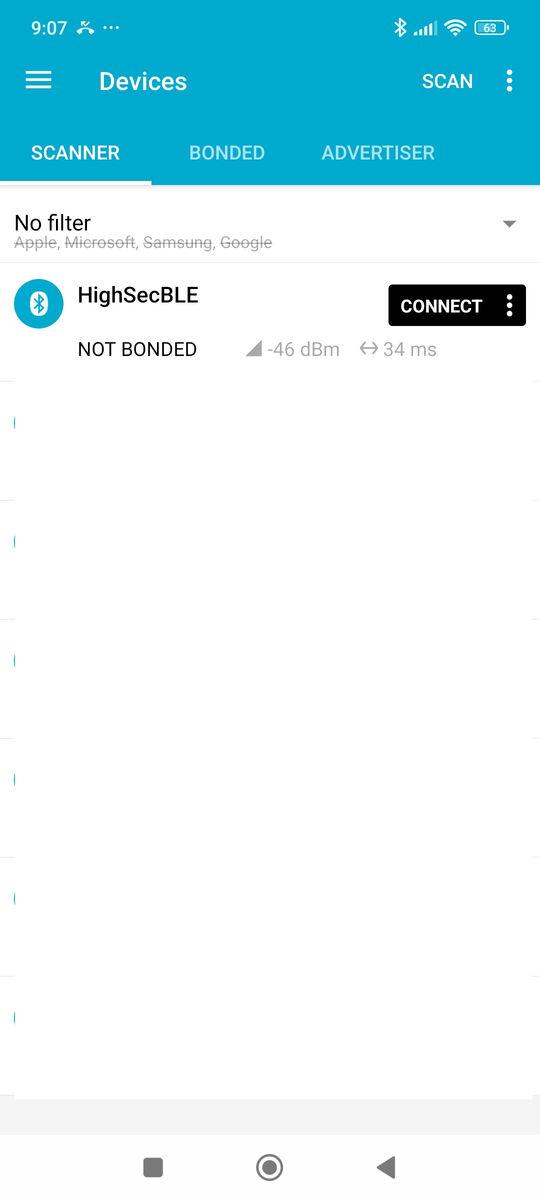 9:07 63
Devices SCAN
SCANNER BONDED ADVERTISER
No filter
Apple, Microsoft, Samsung, Google
HighSecBLE
CONNECT
NOT BONDED -46 dBm 34 ms